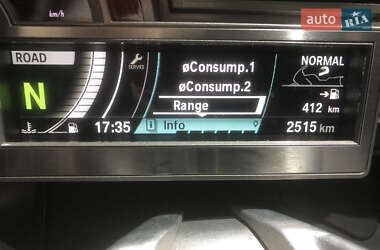 km/h
auto RIA
ROAD
SERVICE
øConsump.1
øConsump.2
Range
NORMAL
412 km
N
17:35
i Info
2515 km